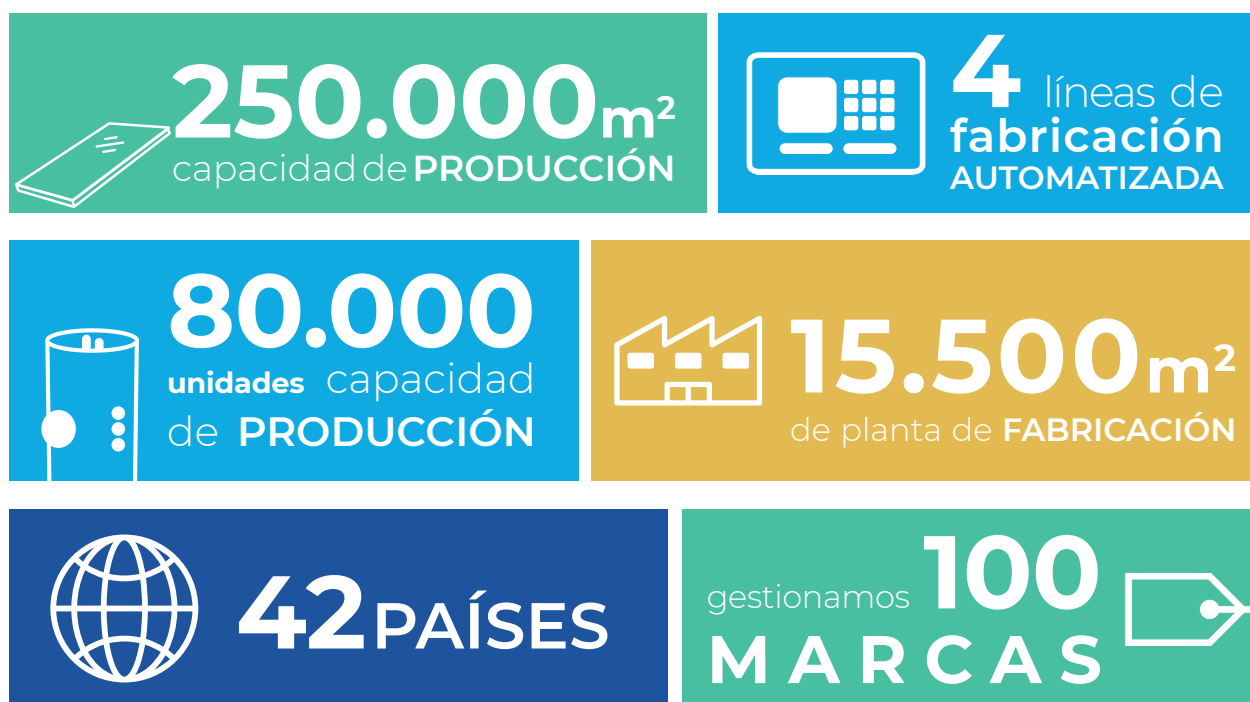 250.000m²
capacidad de PRODUCCIÓN
4 líneas de
fabricación
AUTOMATIZADA
80.000
unidades capacidad
de PRODUCCIÓN
15.500m²
de planta de FABRICACIÓN
42 PAÍSES
gestionamos 100
MARCAS